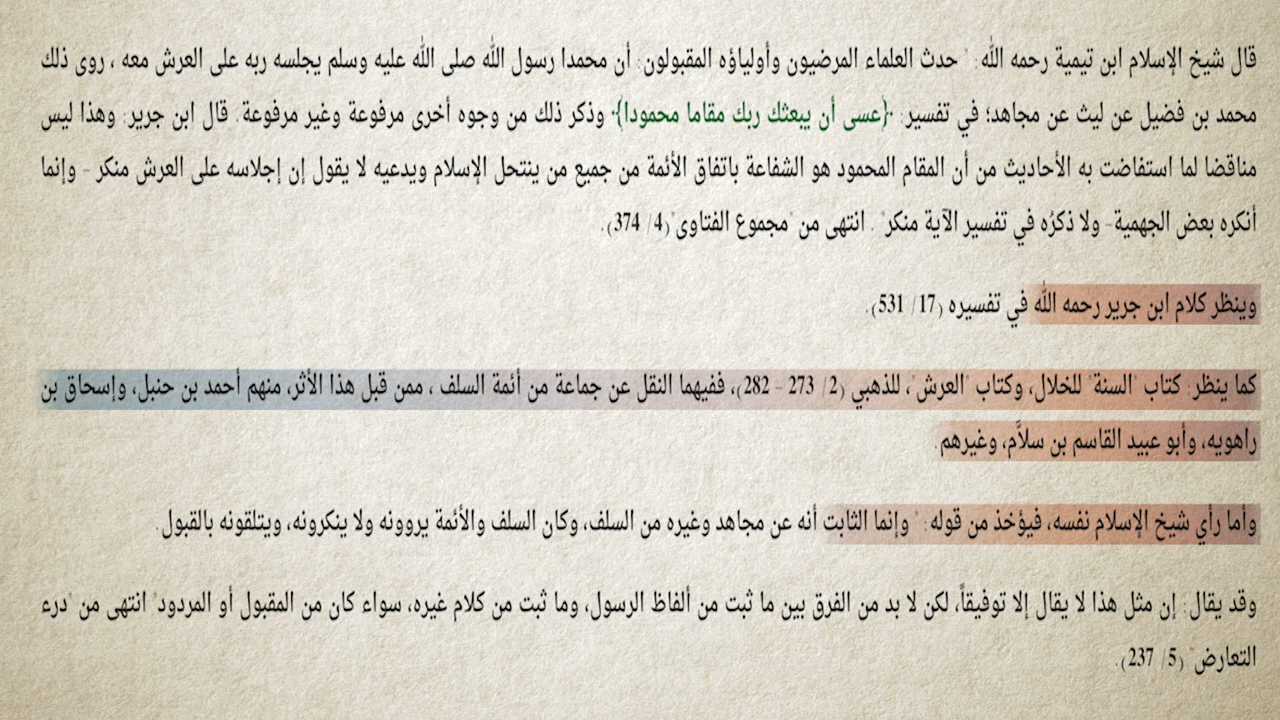 قال شيخ الإسلام ابن تيمية رحمه الله: " حدث العلماء المرضيون وأولياؤه المقبولون: أن محمدا رسول الله صلى الله عليه وسلم يجلسه ربه على العرش معه ، روى ذلك
محمد بن فضيل عن ليث عن مجاهد؛ في تفسير: {عسى أن يبعثك ربك مقاما محمودا} وذكر ذلك من وجوه أخرى مرفوعة وغير مرفوعة. قال ابن جرير: وهذا ليس
مناقضا لما استفاضت به الأحاديث من أن المقام المحمود هو الشفاعة باتفاق الأئمة من جميع من ينتحل الإسلام ويدعيه لا يقول إن إجلاسه على العرش منكر - وإنما
أنكره بعض الجهمية- ولا ذكرُه في تفسير الآية منكر" . انتهى من "مجموع الفتاوى" (4/ 374).
وينظر كلام ابن جرير رحمه الله في تفسيره (17/ 531).
كما ينظر: كتاب "السنة" للخلال، وكتاب "العرش"، للذهبي (2/ 273 - 282)، ففيهما النقل عن جماعة من أئمة السلف ، ممن قبل هذا الأثر، منهم أحمد بن حنبل، وإسحاق بن
راهويه، وأبو عبيد القاسم بن سلاَّم، وغيرهم.
وأما رأي شيخ الإسلام نفسه، فيؤخذ من قوله: " وإنما الثابت أنه عن مجاهد وغيره من السلف، وكان السلف والأئمة يروونه ولا ينكرونه، ويتلقونه بالقبول.
وقد يقال: إن مثل هذا لا يقال إلا توفيقاً، لكن لا بد من الفرق بين ما ثبت من ألفاظ الرسول، وما ثبت من كلام غيره، سواء كان من المقبول أو المردود" انتهى من "درء
التعارض" (5/ 237).